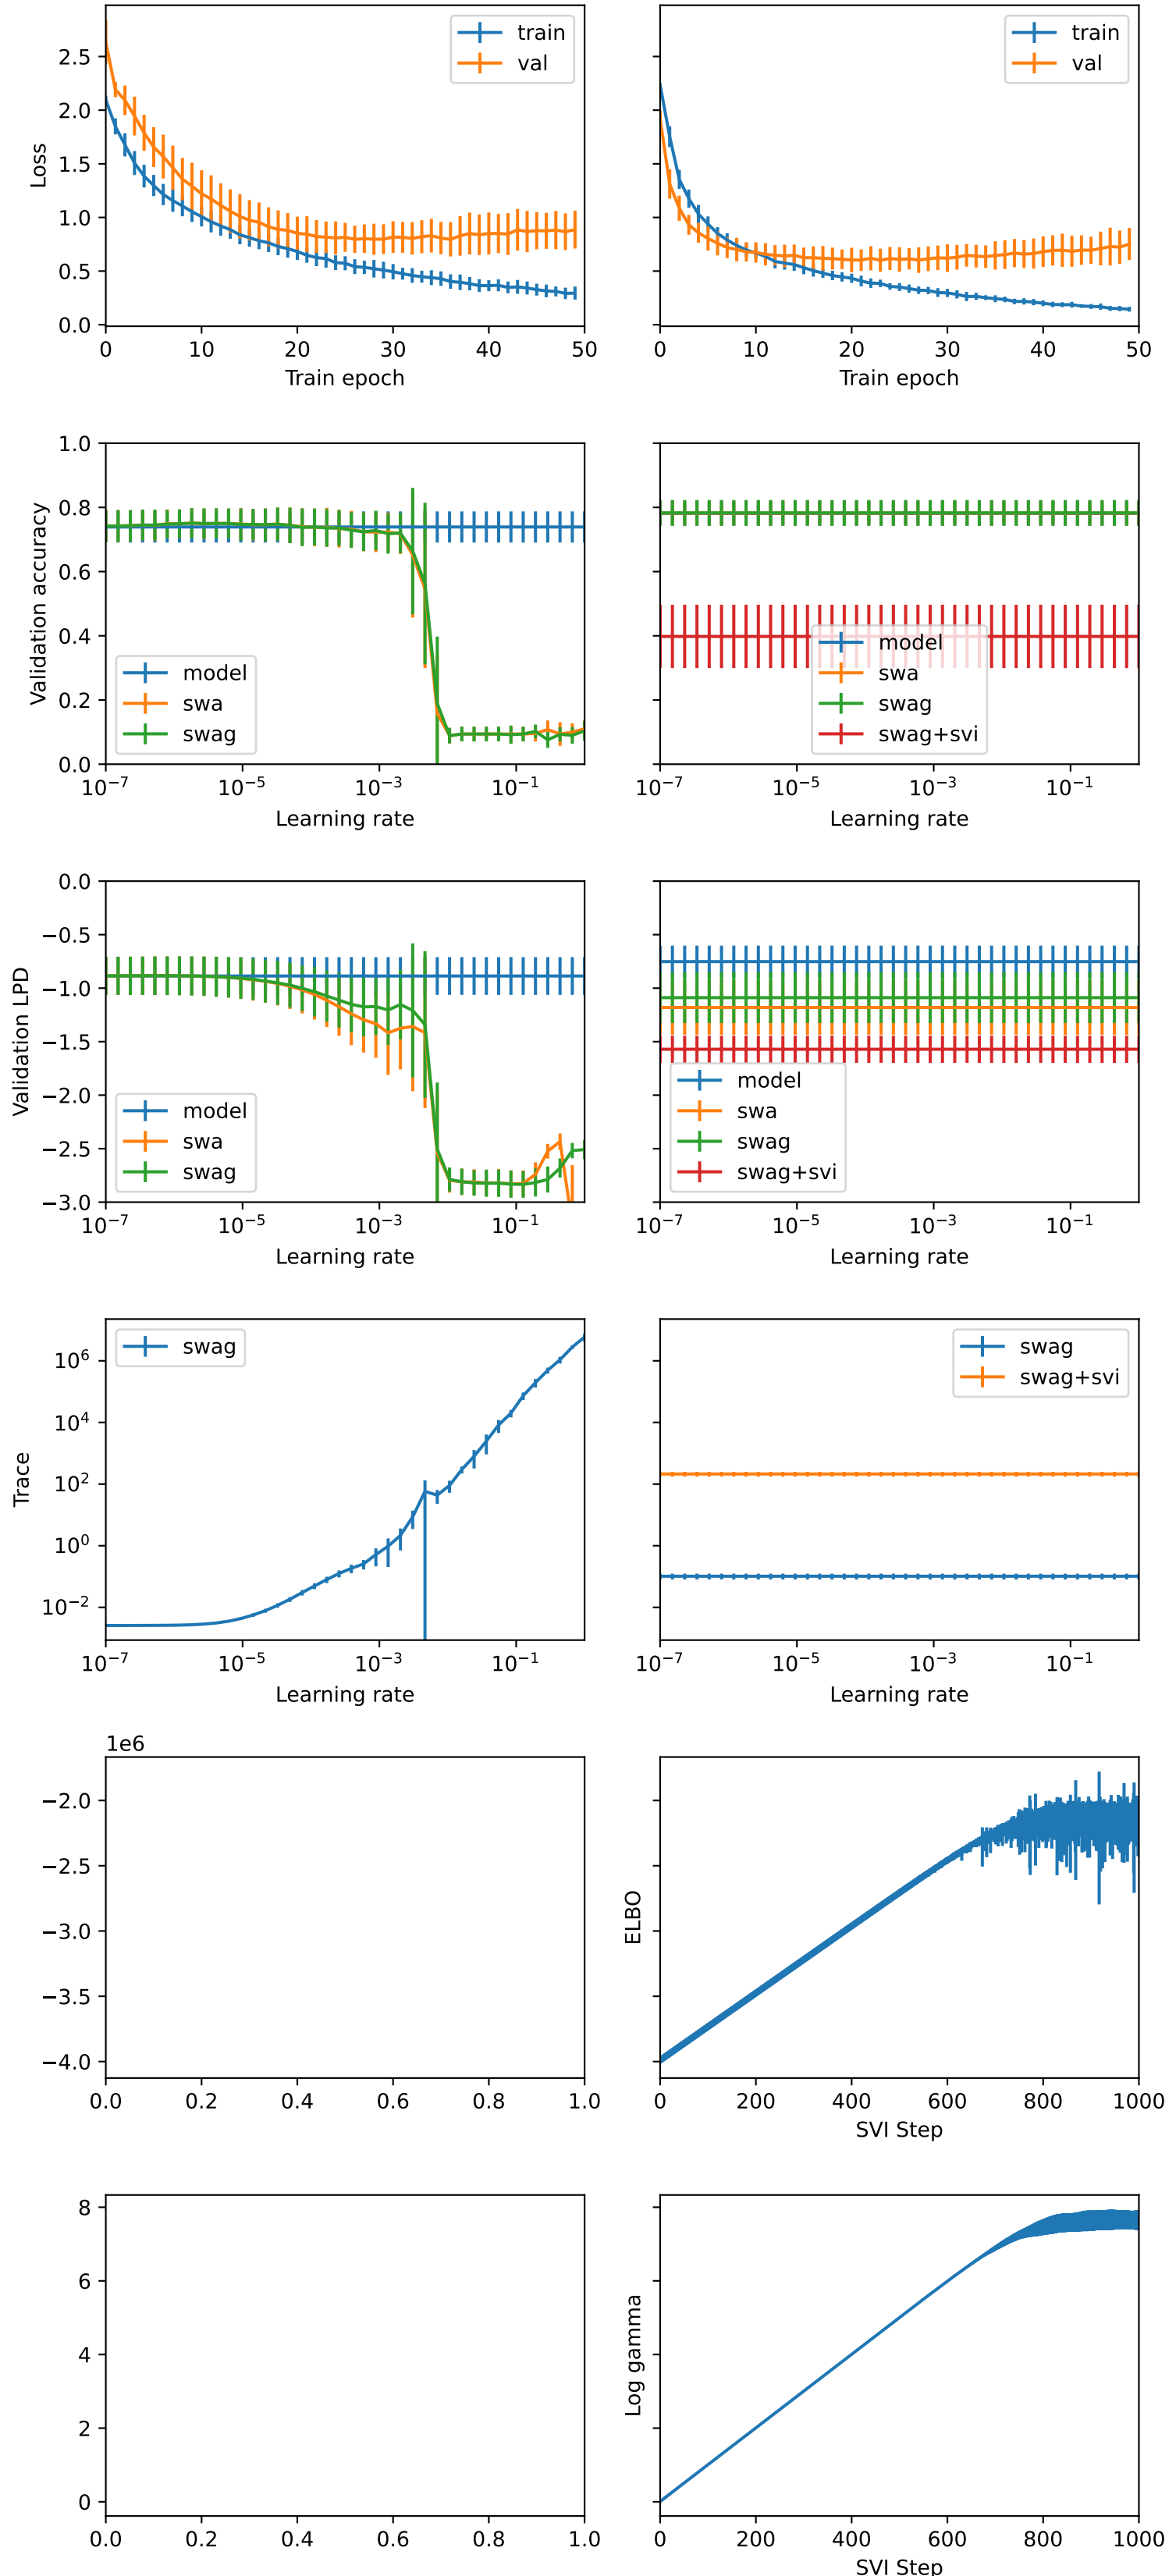 train
val
2.5
2.0
1.5
1.0
0.5
0.0
Loss
0 10 20 30 40 50
Train epoch
train
val
0 10 20 30 40 50
Train epoch
1.0
0.8
0.6
0.4
0.2
0.0
Validation accuracy
model
swa
swag
10⁻⁷ 10⁻⁵ 10⁻³ 10⁻¹
Learning rate
model
swa
swag
swag+svi
10⁻⁷ 10⁻⁵ 10⁻³ 10⁻¹
Learning rate
0.0
−0.5
−1.0
−1.5
−2.0
−2.5
−3.0
Validation LPD
model
swa
swag
10⁻⁷ 10⁻⁵ 10⁻³ 10⁻¹
Learning rate
model
swa
swag
swag+svi
10⁻⁷ 10⁻⁵ 10⁻³ 10⁻¹
Learning rate
swag
10⁶
10⁴
10²
10⁰
10⁻²
Trace
10⁻⁷ 10⁻⁵ 10⁻³ 10⁻¹
Learning rate
swag
swag+svi
10⁻⁷ 10⁻⁵ 10⁻³ 10⁻¹
Learning rate
1e6
−2.0
−2.5
−3.0
−3.5
−4.0
0.0 0.2 0.4 0.6 0.8 1.0
ELBO
0 200 400 600 800 1000
SVI Step
8
6
4
2
0
0.0 0.2 0.4 0.6 0.8 1.0
Log gamma
0 200 400 600 800 1000
SVI Step